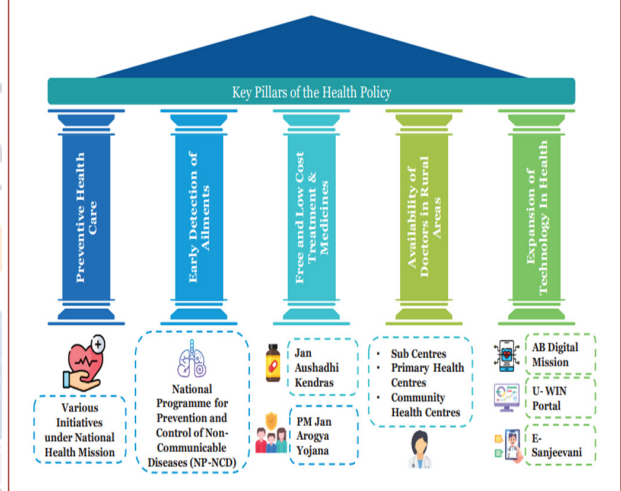 Key Pillars of the Health Policy
Preventive Health
Care
Early Detection of
Ailments
Free and Low Cost
Treatment &
Medicines
Availability of
Doctors in Rural
Areas
Expansion of
Technology In Health
Various
Initiatives
under National
Health Mission
National
Programme for
Prevention and
Control of Non-
Communicable
Diseases (NP-NCD)
Jan
Aushadhi
Kendras
PM Jan
Arogya
Yojana
• Sub Centres
• Primary Health
Centres
• Community
Health Centres
AB Digital
Mission
U- WIN
Portal
E-
Sanjeevani